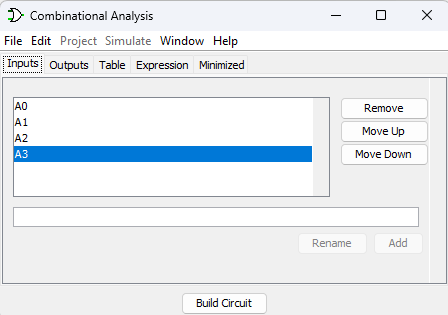 Combinational Analysis
File Edit Project Simulate Window Help
Inputs Outputs Table Expression Minimized
A0
A1
A2
A3
Remove
Move Up
Move Down
Rename Add
Build Circuit